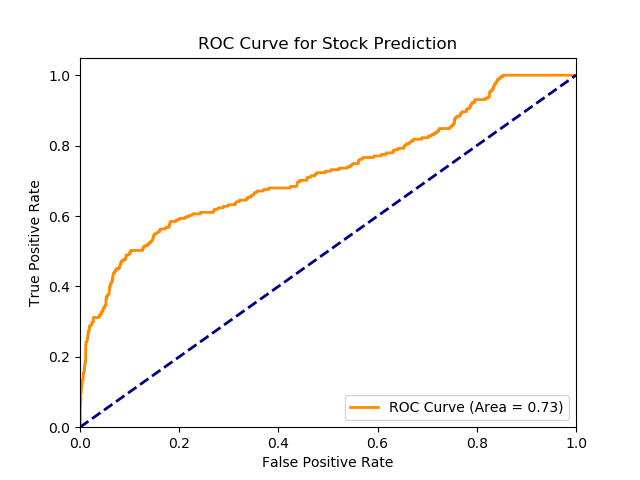 ROC Curve for Stock Prediction
1.0
0.8
0.6
0.4
0.2
0.0
True Positive Rate
0.0 0.2 0.4 0.6 0.8 1.0
False Positive Rate
ROC Curve (Area = 0.73)